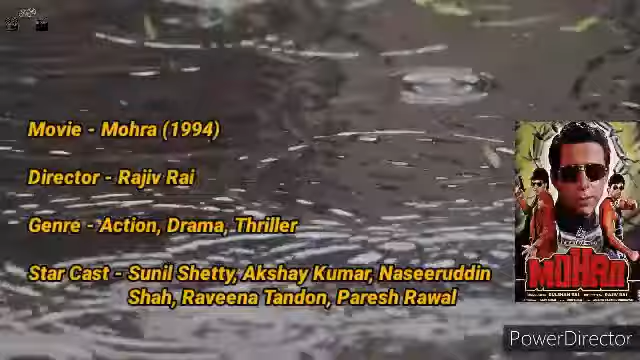 Movie - Mohra (1994)
Director - Rajiv Rai
Genre - Action, Drama, Thriller
Star Cast - Sunil Shetty, Akshay Kumar, Naseeruddin
Shah, Raveena Tandon, Paresh Rawal
MOHRA
PowerDirector